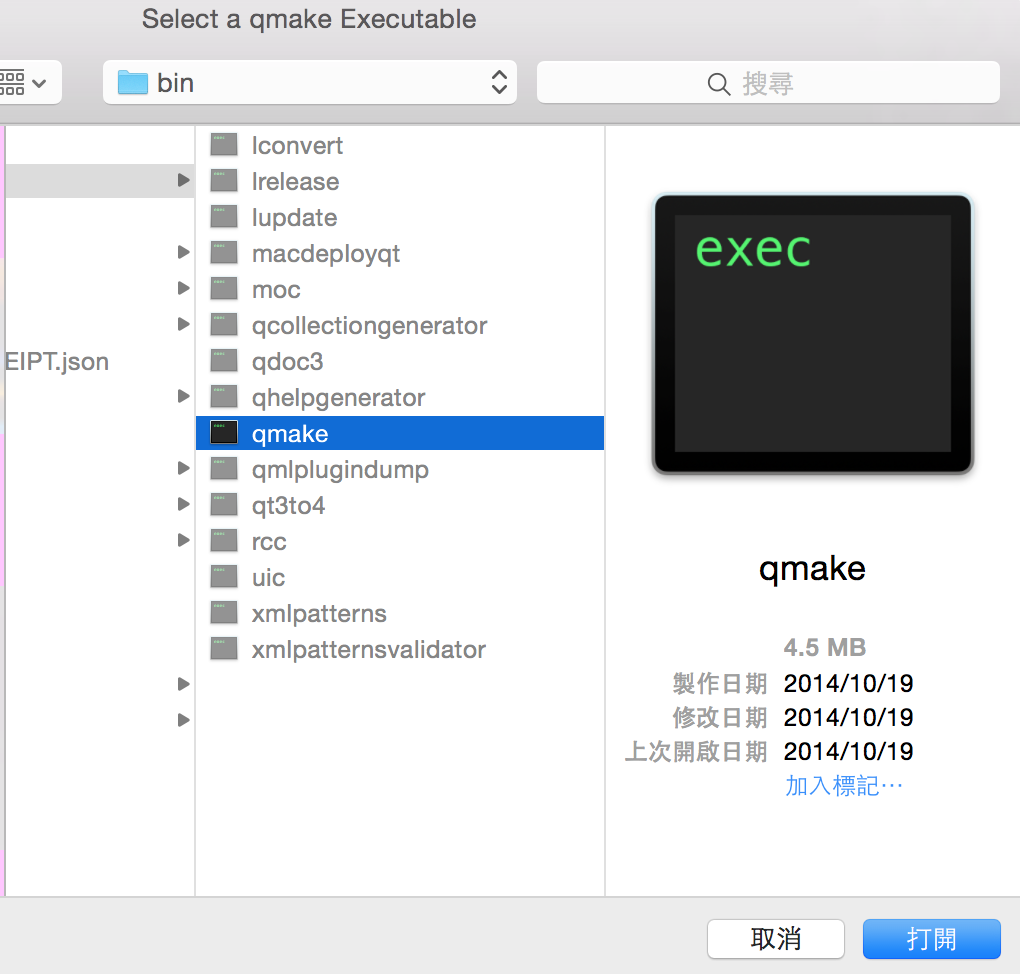 Select a qmake Executable
bin
搜尋
EIPT.json
lconvert
lrelease
lupdate
macdeployqt
moc
qcollectiongenerator
qdoc3
qhelpgenerator
qmake
qmlplugindump
qt3to4
rcc
uic
xmlpatterns
xmlpatternsvalidator
exec
qmake
4.5 MB
製作日期 2014/10/19
修改日期 2014/10/19
上次開啟日期 2014/10/19
加入標記⋯
取消
打開